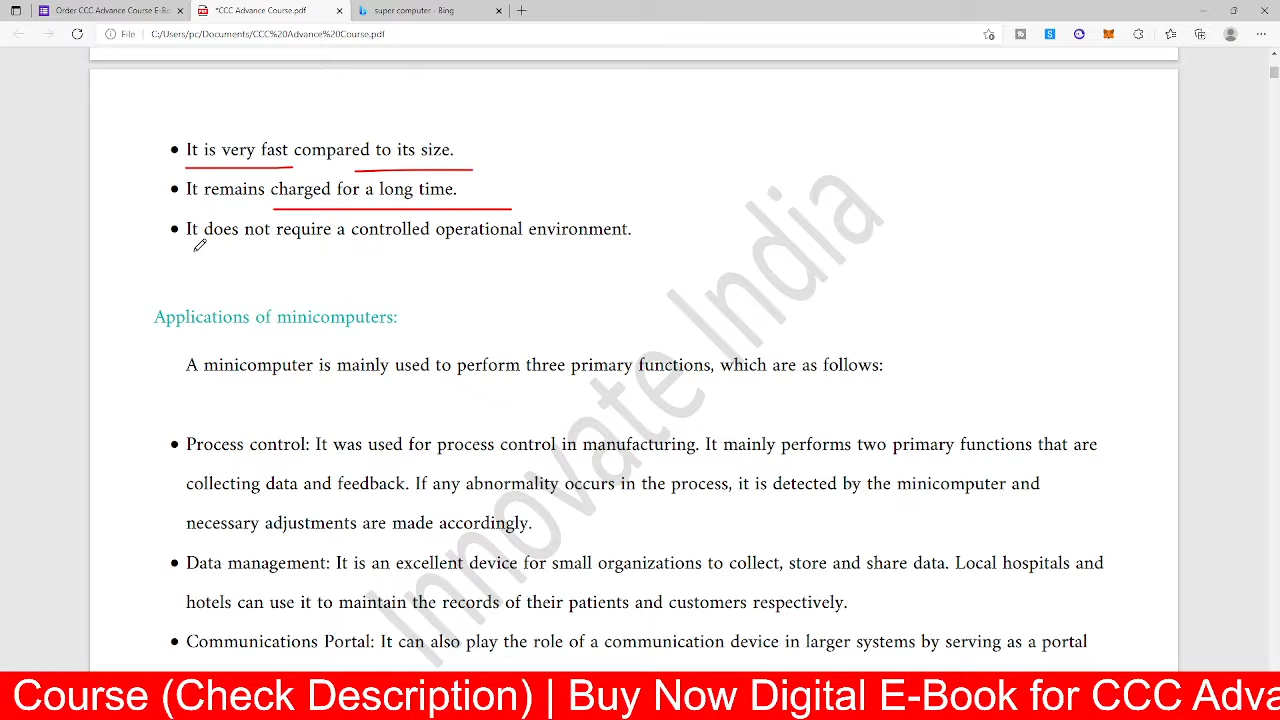 Order CCC Advance Course E-Bo
*CCC Advance Course.pdf
super computer - Bing
File
C:/Users/pc/Documents/CCC%20Advance%20Course.pdf
• It is very fast compared to its size.
• It remains charged for a long time.
• It does not require a controlled operational environment.
Applications of minicomputers:
A minicomputer is mainly used to perform three primary functions, which are as follows:
• Process control: It was used for process control in manufacturing. It mainly performs two primary functions that are
collecting data and feedback. If any abnormality occurs in the process, it is detected by the minicomputer and
necessary adjustments are made accordingly.
• Data management: It is an excellent device for small organizations to collect, store and share data. Local hospitals and
hotels can use it to maintain the records of their patients and customers respectively.
• Communications Portal: It can also play the role of a communication device in larger systems by serving as a portal
Innovate India
Course (Check Description) | Buy Now Digital E-Book for CCC Adva